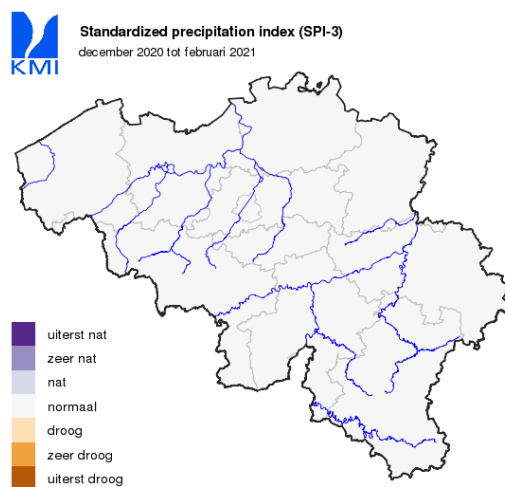 Standardized precipitation index (SPI-3)
december 2020 tot februari 2021
KMI
uiterst nat
zeer nat
nat
normaal
droog
zeer droog
uiterst droog